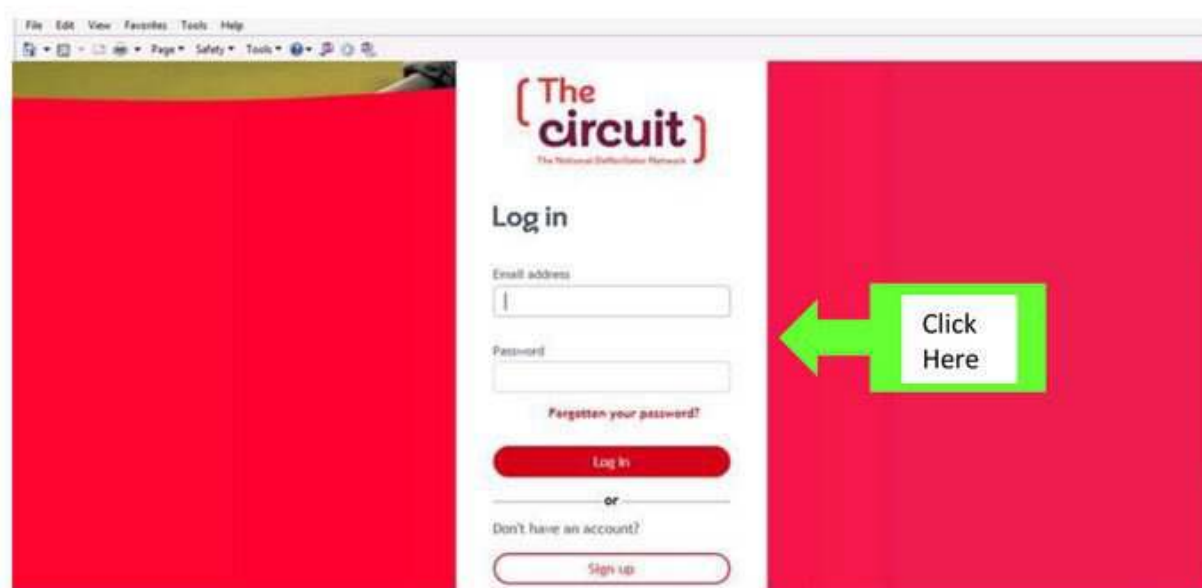 File Edit View Favorites Tools Help
Page Safety Tools
The
circuit
The National Defibrillator Network
Log in
Email address
Click
Here
Password
Forgotten your password?
Log in
or
Don't have an account?
Sign up